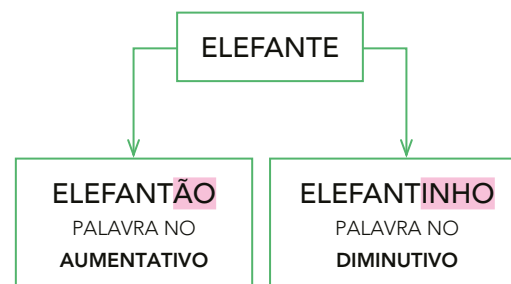 ELEFANTE
ELEFANTÃO
PALAVRA NO
AUMENTATIVO
ELEFANTINHO
PALAVRA NO
DIMINUTIVO